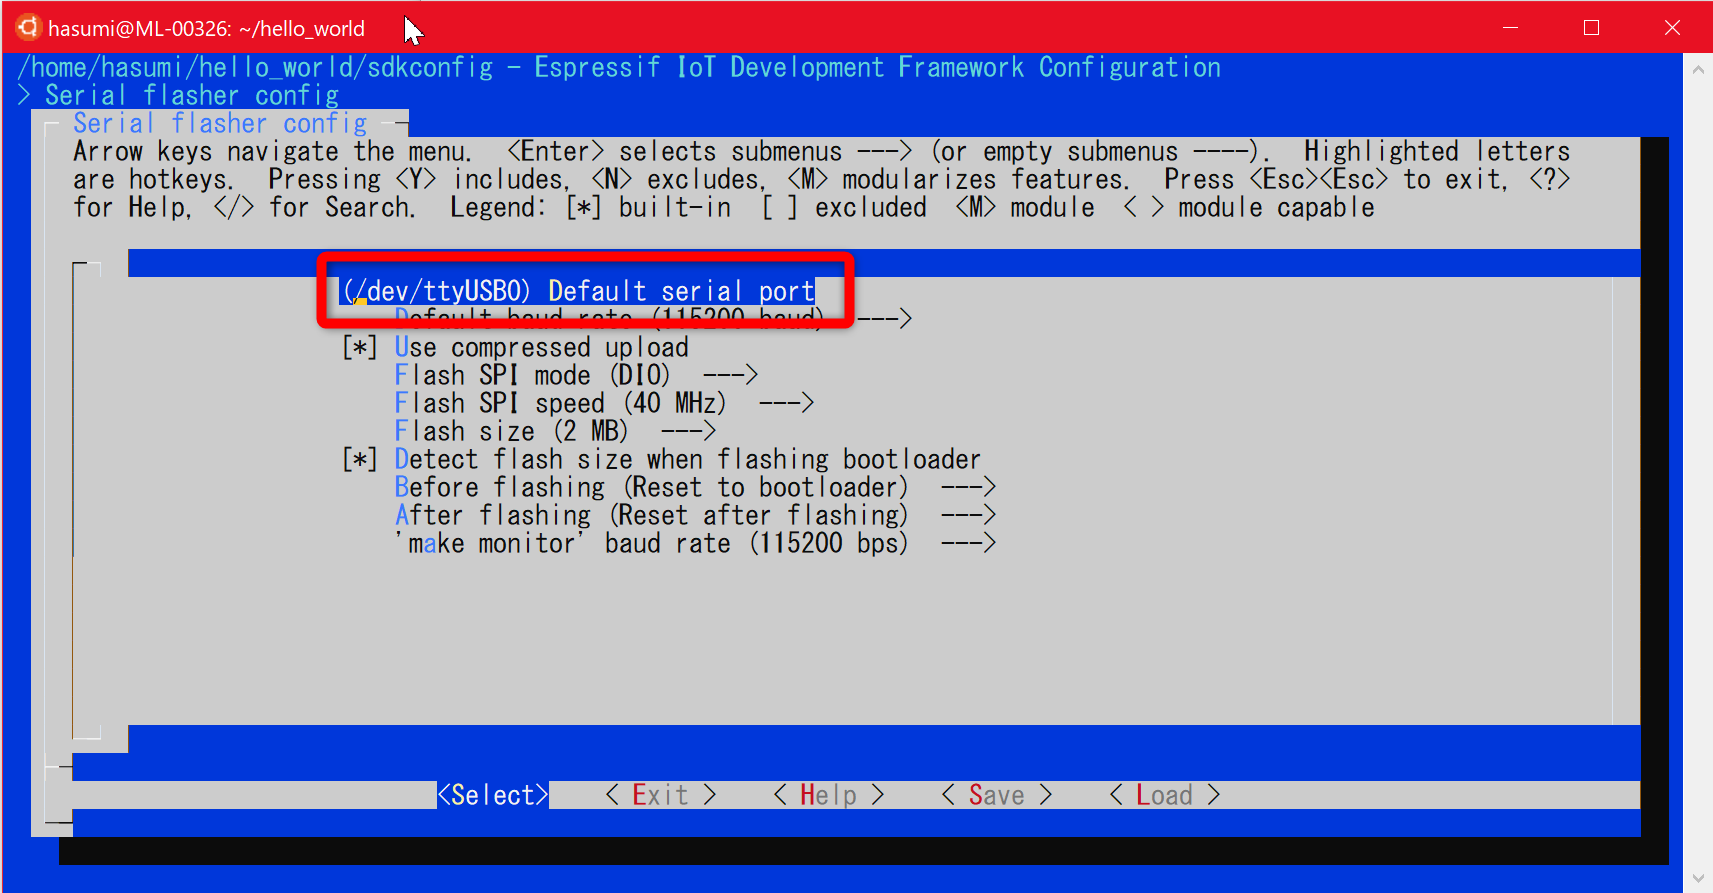 hasumi@ML-00326: ~/hello_world
/home/hasumi/hello_world/sdkconfig - Espressif IoT Development Framework Configuration
> Serial flasher config
Serial flasher config
Arrow keys navigate the menu.  <Enter> selects submenus ---> (or empty submenus ----).  Highlighted letters
are hotkeys.  Pressing <Y> includes, <N> excludes, <M> modularizes features.  Press <Esc><Esc> to exit, <?>
for Help, </> for Search.  Legend: [*] built-in  [ ] excluded  <M> module  < > module capable
(/dev/ttyUSB0) Default serial port
Default baud rate (115200 baud)  --->
[*] Use compressed upload
Flash SPI mode (DIO)  --->
Flash SPI speed (40 MHz)  --->
Flash size (2 MB)  --->
[*] Detect flash size when flashing bootloader
Before flashing (Reset to bootloader)  --->
After flashing (Reset after flashing)  --->
'make monitor' baud rate (115200 bps)  --->
<Select>    < Exit >    < Help >    < Save >    < Load >